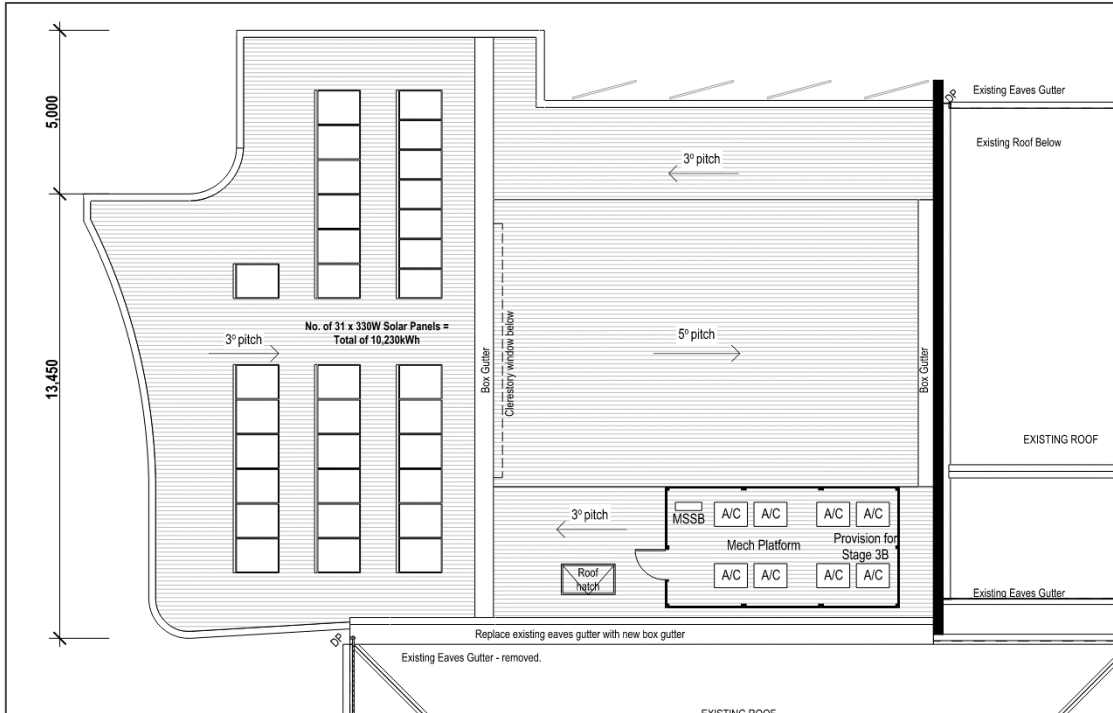 5,000
13,450
DP
Existing Eaves Gutter
Existing Roof Below
3° pitch
No. of 31 x 330W Solar Panels =
Total of 10,230kWh
3° pitch
Box Gutter
Clerestory window below
5° pitch
Box Gutter
EXISTING ROOF
3° pitch
MSSB
A/C
A/C
A/C
A/C
Mech Platform
Provision for
Stage 3B
A/C
A/C
A/C
A/C
Roof
hatch
Existing Eaves Gutter
Replace existing eaves gutter with new box gutter
DP
Existing Eaves Gutter - removed.
EXISTING ROOF